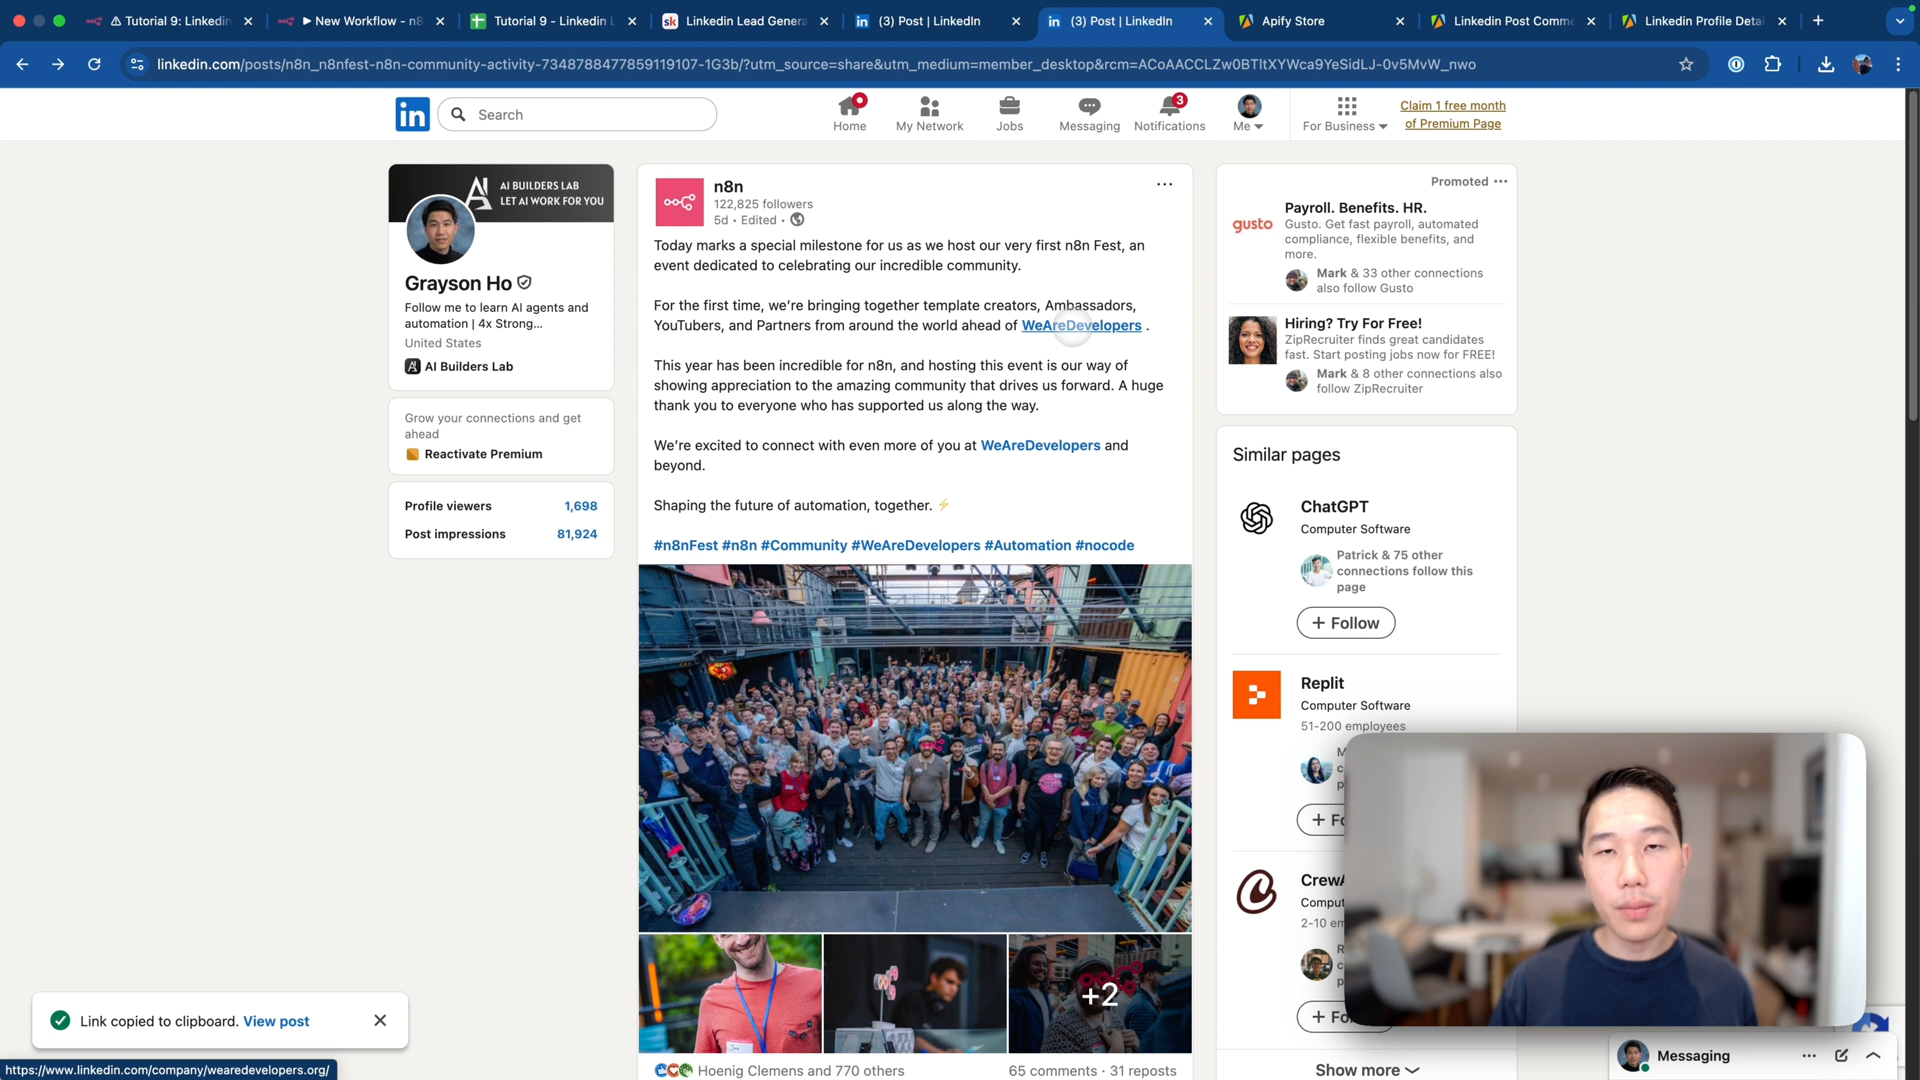 ⚠ Tutorial 9: Linkedin
▶ New Workflow - n8
Tutorial 9 - Linkedin L
Linkedin Lead Genera
(3) Post | LinkedIn
(3) Post | LinkedIn
Apify Store
Linkedin Post Comme
Linkedin Profile Detai
linkedin.com/posts/n8n_n8nfest-n8n-community-activity-7348788477859119107-1G3b/?utm_source=share&utm_medium=member_desktop&rcm=ACoAACCLZw0BTltXYWca9YeSidLJ-0v5MvW_nwo
in
Search
Home
My Network
Jobs
Messaging
3
Notifications
Me
For Business
Claim 1 free month
of Premium Page
AI BUILDERS LAB
LET AI WORK FOR YOU
Grayson Ho
Follow me to learn AI agents and
automation | 4x Strong...
United States
AI Builders Lab
Grow your connections and get
ahead
Reactivate Premium
Profile viewers 1,698
Post impressions 81,924
n8n
122,825 followers
5d • Edited •
Today marks a special milestone for us as we host our very first n8n Fest, an
event dedicated to celebrating our incredible community.
For the first time, we’re bringing together template creators, Ambassadors,
YouTubers, and Partners from around the world ahead of WeAreDevelopers .
This year has been incredible for n8n, and hosting this event is our way of
showing appreciation to the amazing community that drives us forward. A huge
thank you to everyone who has supported us along the way.
We’re excited to connect with even more of you at WeAreDevelopers and
beyond.
Shaping the future of automation, together. ⚡
#n8nFest #n8n #Community #WeAreDevelopers #Automation #nocode
+2
Hoenig Clemens and 770 others
65 comments · 31 reposts
Promoted
gusto
Payroll. Benefits. HR.
Gusto. Get fast payroll, automated
compliance, flexible benefits, and
more.
Mark & 33 other connections
also follow Gusto
Hiring? Try For Free!
ZipRecruiter finds great candidates
fast. Start posting jobs now for FREE!
Mark & 8 other connections also
follow ZipRecruiter
Similar pages
ChatGPT
Computer Software
Patrick & 75 other
connections follow this
page
+ Follow
Replit
Computer Software
51-200 employees
M
c
p
+ Fo
CrewA
Comput
2-10 em
R
c
p
+ Fo
Show more
Link copied to clipboard. View post
https://www.linkedin.com/company/wearedevelopers.org/
Messaging